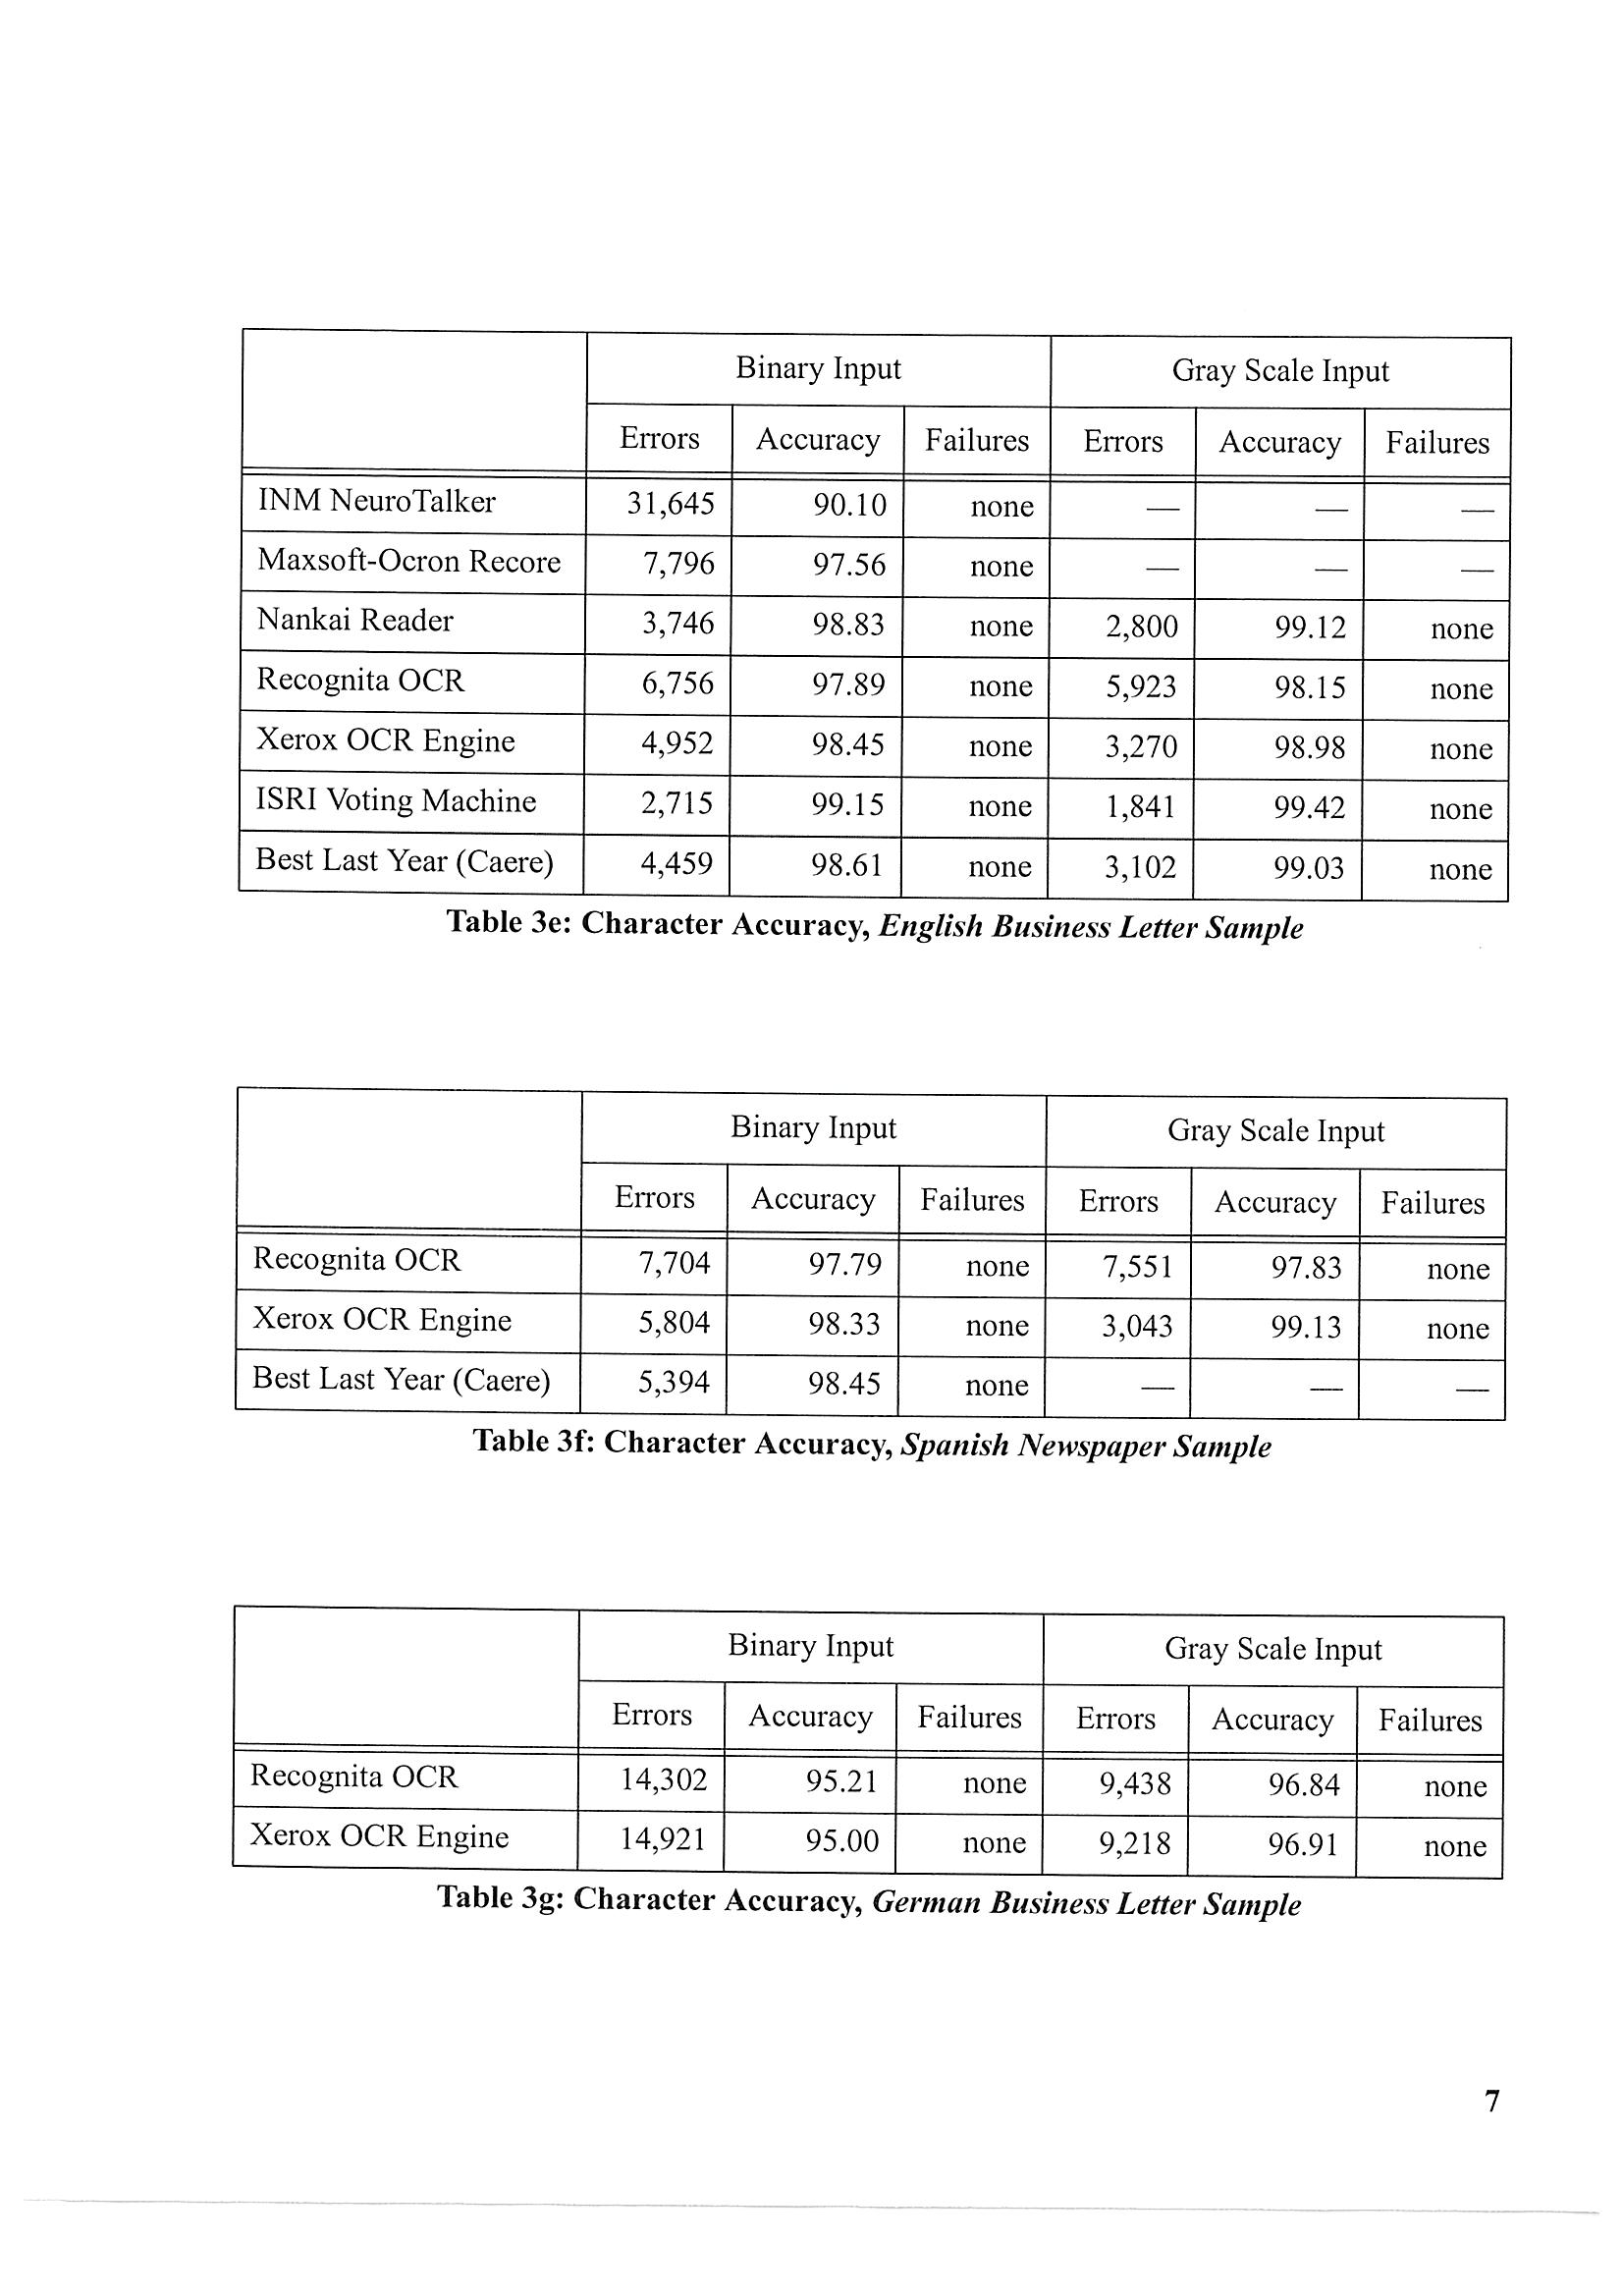 Binary Input Gray Scale Input
Errors Accuracy Failures Errors Accuracy Failures
INM NeuroTalker 31,645 90.10 none — — —
Maxsoft-Ocron Recore 7,796 97.56 none — — —
Nankai Reader 3,746 98.83 none 2,800 99.12 none
Recognita OCR 6,756 97.89 none 5,923 98.15 none
Xerox OCR Engine 4,952 98.45 none 3,270 98.98 none
ISRI Voting Machine 2,715 99.15 none 1,841 99.42 none
Best Last Year (Caere) 4,459 98.61 none 3,102 99.03 none
Table 3e: Character Accuracy, English Business Letter Sample
Binary Input Gray Scale Input
Errors Accuracy Failures Errors Accuracy Failures
Recognita OCR 7,704 97.79 none 7,551 97.83 none
Xerox OCR Engine 5,804 98.33 none 3,043 99.13 none
Best Last Year (Caere) 5,394 98.45 none — — —
Table 3f: Character Accuracy, Spanish Newspaper Sample
Binary Input Gray Scale Input
Errors Accuracy Failures Errors Accuracy Failures
Recognita OCR 14,302 95.21 none 9,438 96.84 none
Xerox OCR Engine 14,921 95.00 none 9,218 96.91 none
Table 3g: Character Accuracy, German Business Letter Sample
7